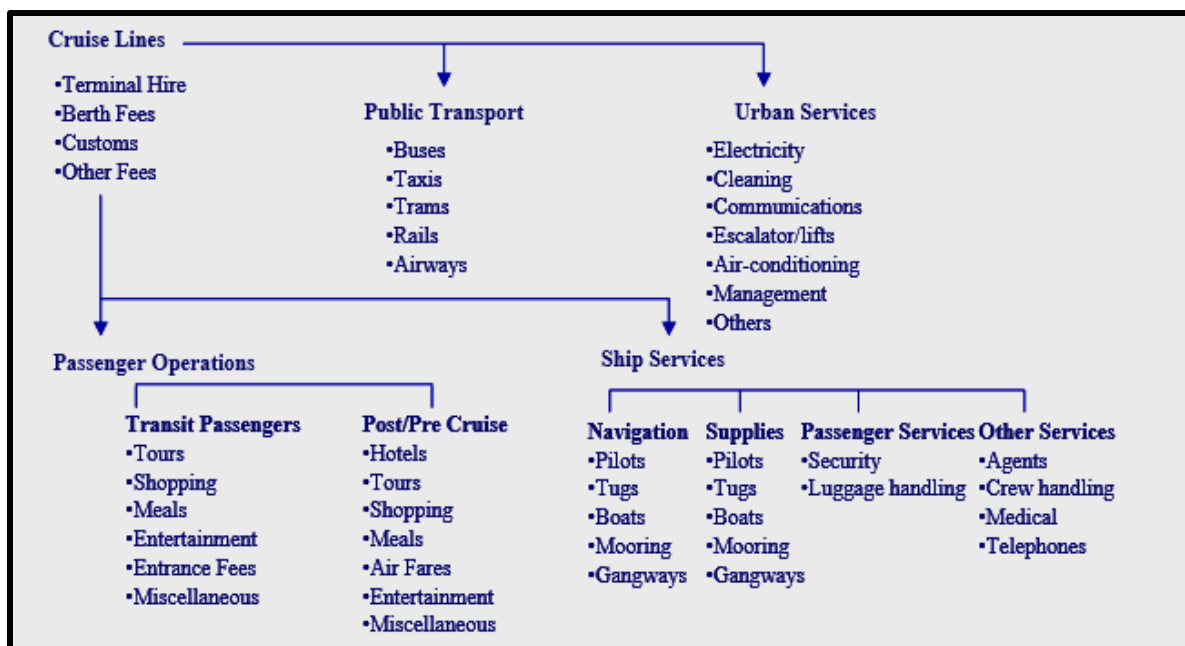 Cruise Lines
•Terminal Hire
•Berth Fees
•Customs
•Other Fees
Public Transport
•Buses
•Taxis
•Trams
•Rails
•Airways
Urban Services
•Electricity
•Cleaning
•Communications
•Escalator/lifts
•Air-conditioning
•Management
•Others
Passenger Operations
Transit Passengers
•Tours
•Shopping
•Meals
•Entertainment
•Entrance Fees
•Miscellaneous
Post/Pre Cruise
•Hotels
•Tours
•Shopping
•Meals
•Air Fares
•Entertainment
•Miscellaneous
Ship Services
Navigation
•Pilots
•Tugs
•Boats
•Mooring
•Gangways
Supplies
•Pilots
•Tugs
•Boats
•Mooring
•Gangways
Passenger Services
•Security
•Luggage handling
Other Services
•Agents
•Crew handling
•Medical
•Telephones